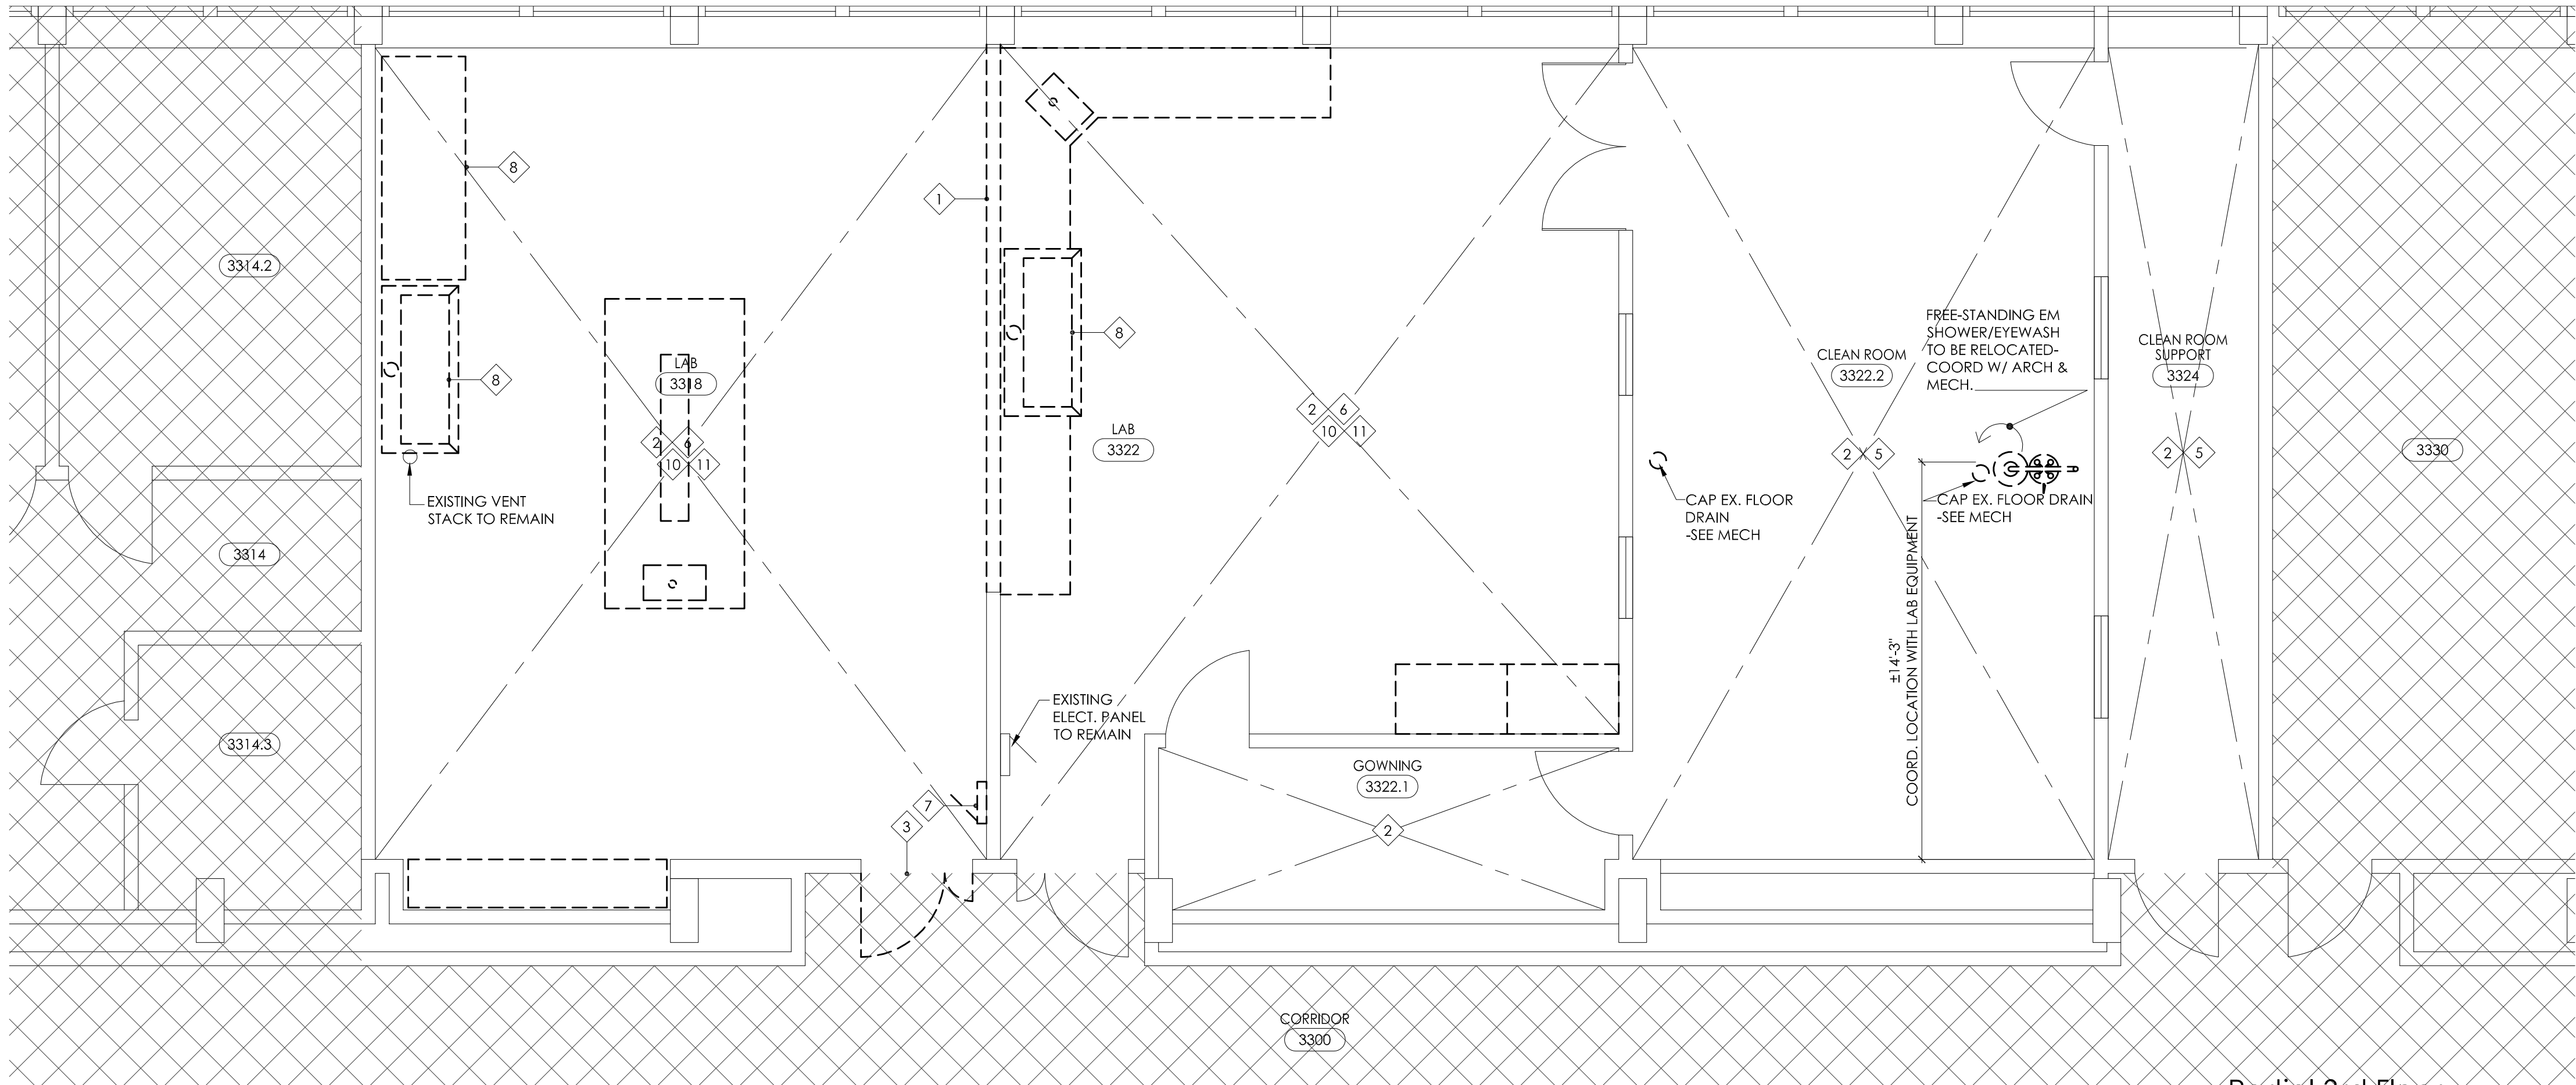 8
1
3314.2
FREE-STANDING EM
SHOWER/EYEWASH
TO BE RELOCATED-
COORD W/ ARCH &
MECH.
8
CLEAN ROOM
SUPPORT
3324
CLEAN ROOM
3322.2
LAB
3318
8
2 6
10 11
LAB
3322
2 6
10 11
2 5
2 5
3330
EXISTING VENT
STACK TO REMAIN
CAP EX. FLOOR
DRAIN
-SEE MECH
CAP EX. FLOOR DRAIN
-SEE MECH
3314
±14'-3"
COORD. LOCATION WITH LAB EQUIPMENT
EXISTING
ELECT. PANEL
TO REMAIN
3314.3
GOWNING
3322.1
7
3
2
CORRIDOR
3300